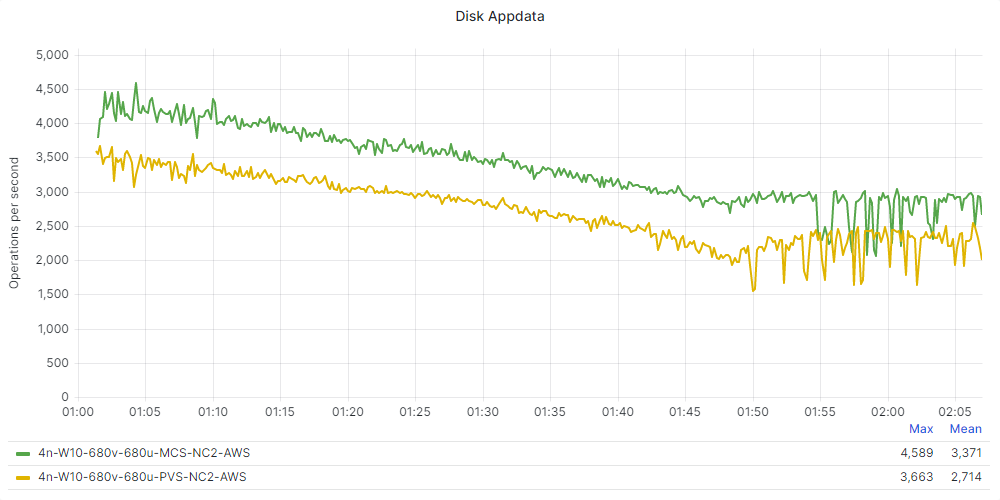 Disk Appdata
Operations per second
5,000
4,500
4,000
3,500
3,000
2,500
2,000
1,500
1,000
500
0
01:00 01:05 01:10 01:15 01:20 01:25 01:30 01:35 01:40 01:45 01:50 01:55 02:00 02:05
Max Mean
4n-W10-680v-680u-MCS-NC2-AWS 4,589 3,371
4n-W10-680v-680u-PVS-NC2-AWS 3,663 2,714